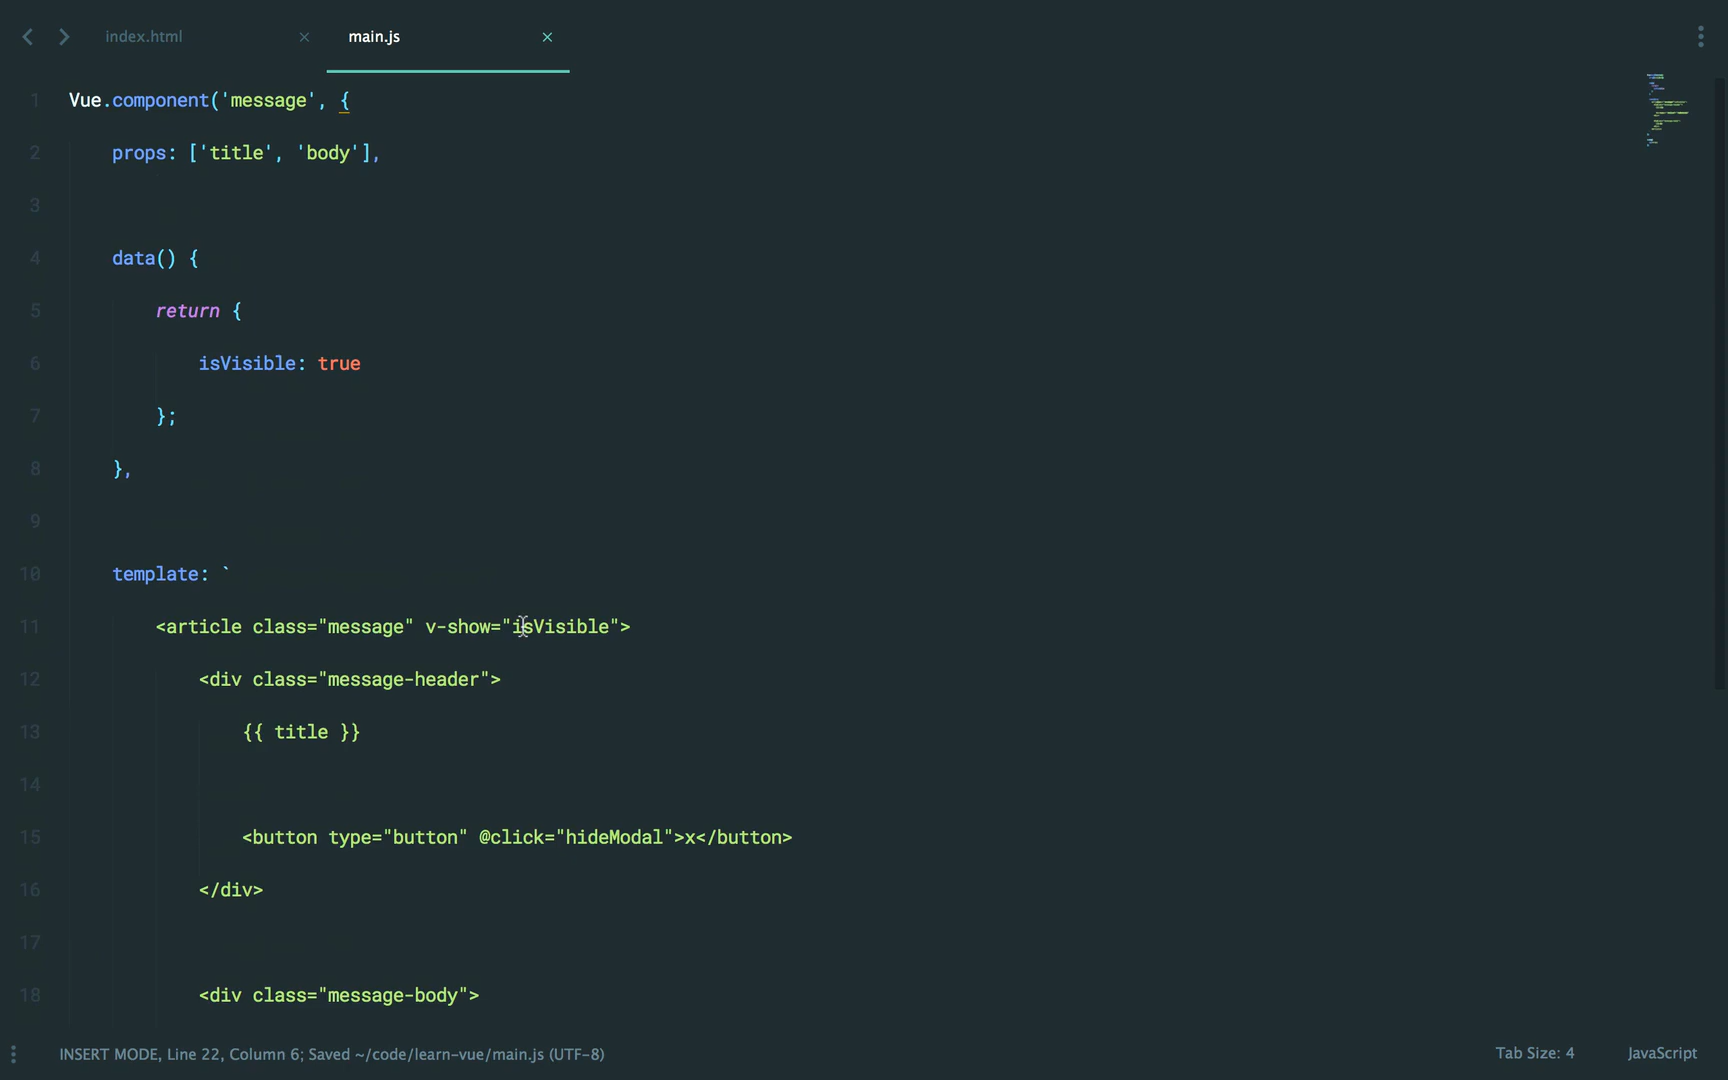 index.html ×
main.js ×
1 Vue.component('message', {
2 props: ['title', 'body'],
3
4 data() {
5 return {
6 isVisible: true
7 };
8 },
9
10 template: `
11 <article class="message" v-show="isVisible">
12 <div class="message-header">
13 {{ title }}
14
15 <button type="button" @click="hideModal">x</button>
16 </div>
17
18 <div class="message-body">
INSERT MODE, Line 22, Column 6; Saved ~/code/learn-vue/main.js (UTF-8)
Tab Size: 4
JavaScript